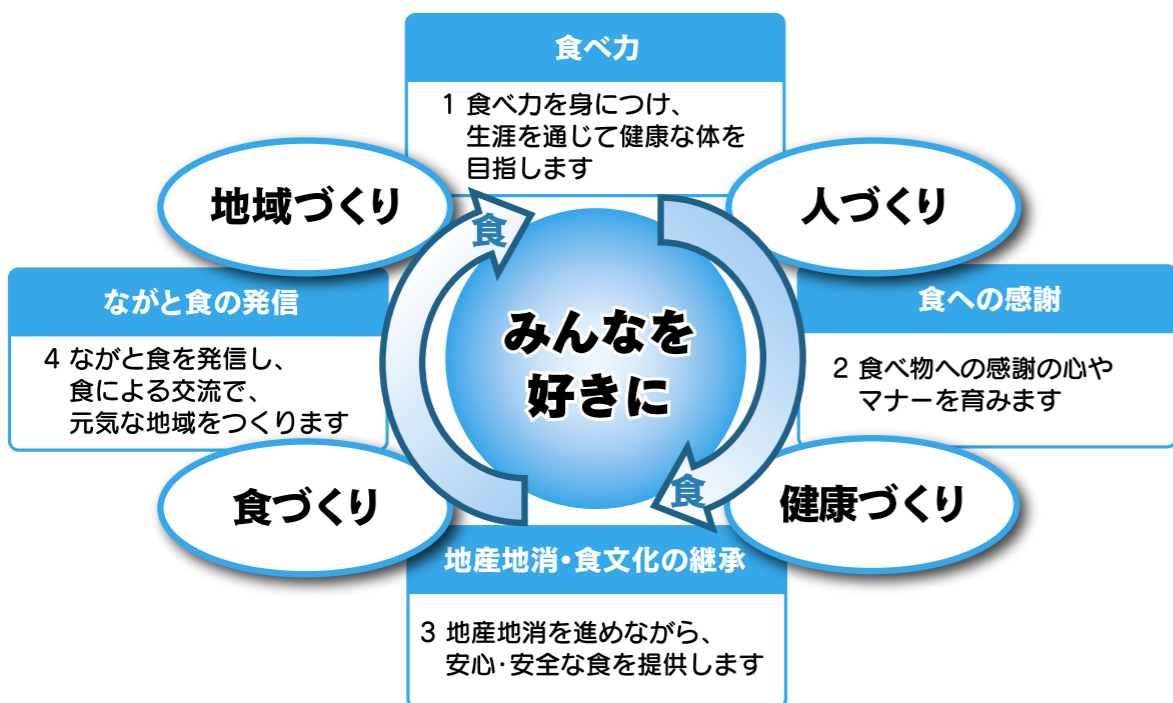 食べ力
1 食べ力を身につけ、
生涯を通じて健康な体を
目指します
地域づくり
人づくり
食
ながと食の発信
4 ながと食を発信し、
食による交流で、
元気な地域をつくります
みんなを
好きに
食への感謝
2 食べ物への感謝の心や
マナーを育みます
食づくり
食
健康づくり
地産地消・食文化の継承
3 地産地消を進めながら、
安心・安全な食を提供します